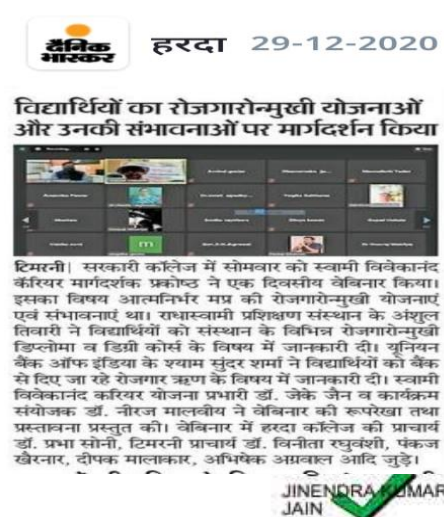 दैनिक
भास्कर
हरदा 29-12-2020
विद्यार्थियों का रोजगारोन्मुखी योजनाओं
और उनकी संभावनाओं पर मार्गदर्शन किया
m
टिमरनी| सरकारी कॉलेज में सोमवार को स्वामी विवेकानंद
कॅरियर मार्गदर्शक प्रकोष्ठ ने एक दिवसीय वेबिनार किया।
इसका विषय आत्मनिर्भर मप्र की रोजगारोन्मुखी योजनाएं
एवं संभावनाएं था। राधास्वामी प्रशिक्षण संस्थान के अंशुल
तिवारी ने विद्यार्थियों को संस्थान के विभिन्न रोजगारोन्मुखी
डिप्लोमा व डिग्री कोर्स के विषय में जानकारी दी। यूनियन
बैंक ऑफ इंडिया के श्याम सुंदर शर्मा ने विद्यार्थियों को बैंक
से दिए जा रहे रोजगार ऋण के विषय में जानकारी दी। स्वामी
विवेकानंद करियर योजना प्रभारी डॉ. जेके जैन व कार्यक्रम
संयोजक डॉ. नीरज मालवीय ने वेबिनार की रूपरेखा तथा
प्रस्तावना प्रस्तुत की। वेबिनार में हरदा कॉलेज की प्राचार्य
डॉ. प्रभा सोनी, टिमरनी प्राचार्य डॉ. विनीता रघुवंशी, पंकज
खैरनार, दीपक मालाकार, अभिषेक अग्रवाल आदि जुड़े।
JINENDRA KUMAR
JAIN